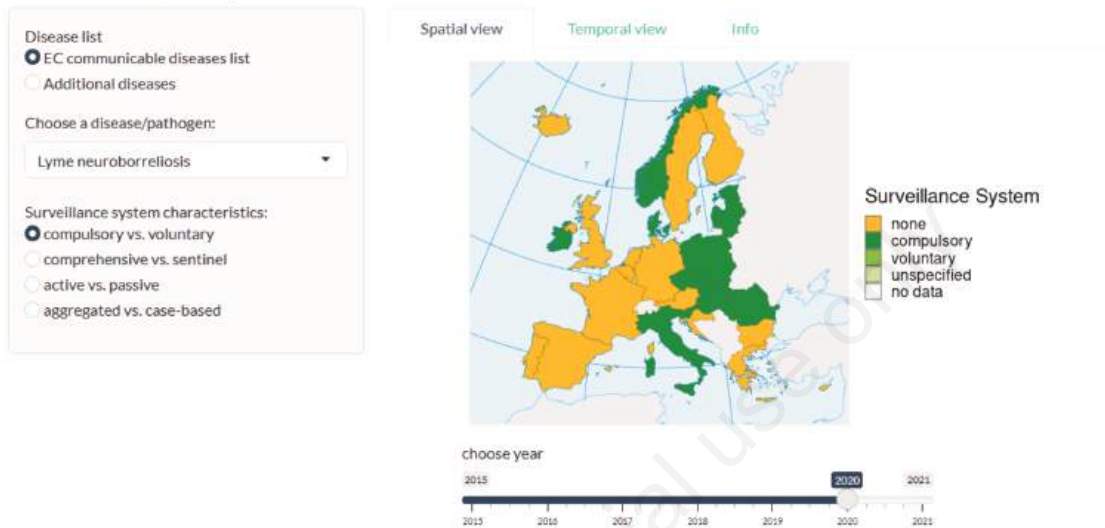 Disease list
EC communicable diseases list
Additional diseases
Choose a disease/pathogen:
Lyme neuroborreliosis
Surveillance system characteristics:
compulsory vs. voluntary
comprehensive vs. sentinel
active vs. passive
aggregated vs. case-based
Spatial view Temporal view Info
Surveillance System
none
compulsory
voluntary
unspecified
no data
choose year
2015 2020 2021
2015 2016 2017 2018 2019 2020 2021